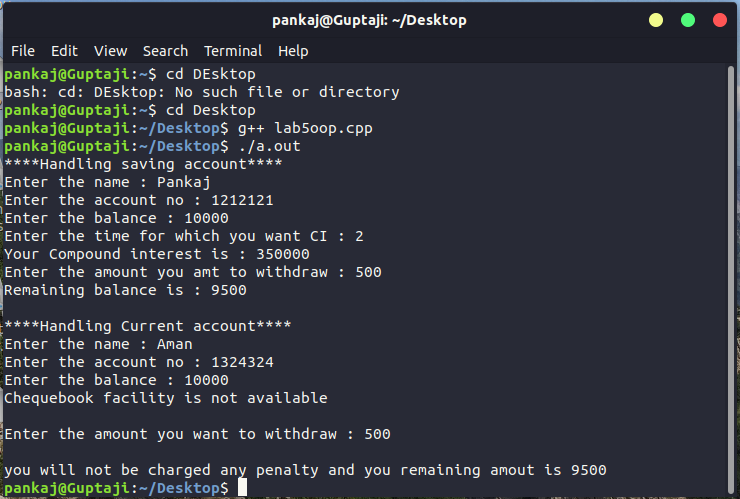 pankaj@Guptaji: ~/Desktop
File Edit View Search Terminal Help
pankaj@Guptaji:~$ cd DEsktop
bash: cd: DEsktop: No such file or directory
pankaj@Guptaji:~$ cd Desktop
pankaj@Guptaji:~/Desktop$ g++ lab5oop.cpp
pankaj@Guptaji:~/Desktop$ ./a.out
****Handling saving account****
Enter the name : Pankaj
Enter the account no : 1212121
Enter the balance : 10000
Enter the time for which you want CI : 2
Your Compound interest is : 350000
Enter the amount you amt to withdraw : 500
Remaining balance is : 9500

****Handling Current account****
Enter the name : Aman
Enter the account no : 1324324
Enter the balance : 10000
Chequebook facility is not available

Enter the amount you want to withdraw : 500

you will not be charged any penalty and you remaining amout is 9500
pankaj@Guptaji:~/Desktop$